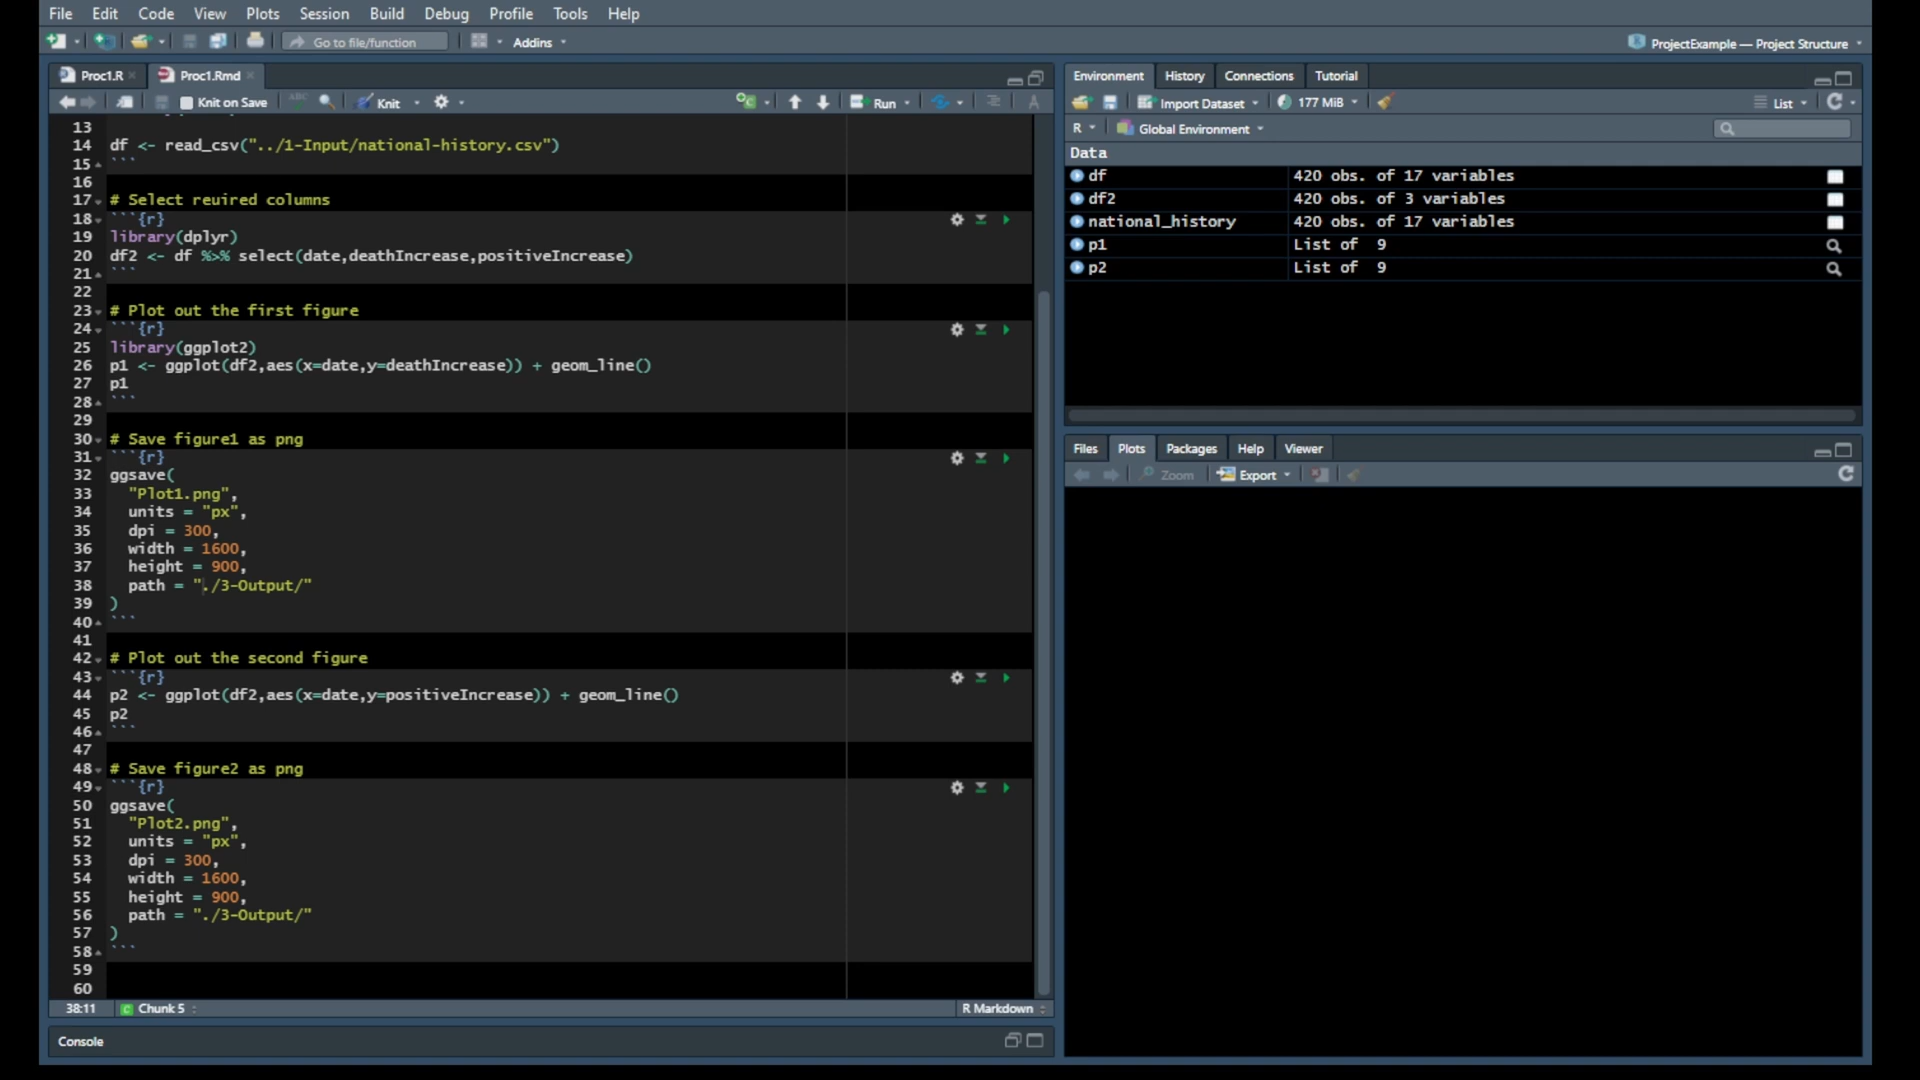 File Edit Code View Plots Session Build Debug Profile Tools Help
Go to file/function Addins ProjectExample — Project Structure
Proc1.R Proc1.Rmd
Knit on Save ABC Knit Run
13
14 df <- read_csv("../1-Input/national-history.csv")
15 ```
16
17 # Select reuired columns
18 ```{r}
19 library(dplyr)
20 df2 <- df %>% select(date,deathIncrease,positiveIncrease)
21 ```
22
23 # Plot out the first figure
24 ```{r}
25 library(ggplot2)
26 p1 <- ggplot(df2,aes(x=date,y=deathIncrease)) + geom_line()
27 p1
28 ```
29
30 # Save figure1 as png
31 ```{r}
32 ggsave(
33 "Plot1.png",
34 units = "px",
35 dpi = 300,
36 width = 1600,
37 height = 900,
38 path = "./3-Output/"
39 )
40 ```
41
42 # Plot out the second figure
43 ```{r}
44 p2 <- ggplot(df2,aes(x=date,y=positiveIncrease)) + geom_line()
45 p2
46 ```
47
48 # Save figure2 as png
49 ```{r}
50 ggsave(
51 "Plot2.png",
52 units = "px",
53 dpi = 300,
54 width = 1600,
55 height = 900,
56 path = "./3-Output/"
57 )
58 ```
59
60
38:11 Chunk 5 R Markdown
Console
Environment History Connections Tutorial
Import Dataset 177 MiB List
R Global Environment
Data
df 420 obs. of 17 variables
df2 420 obs. of 3 variables
national_history 420 obs. of 17 variables
p1 List of 9
p2 List of 9
Files Plots Packages Help Viewer
Zoom Export